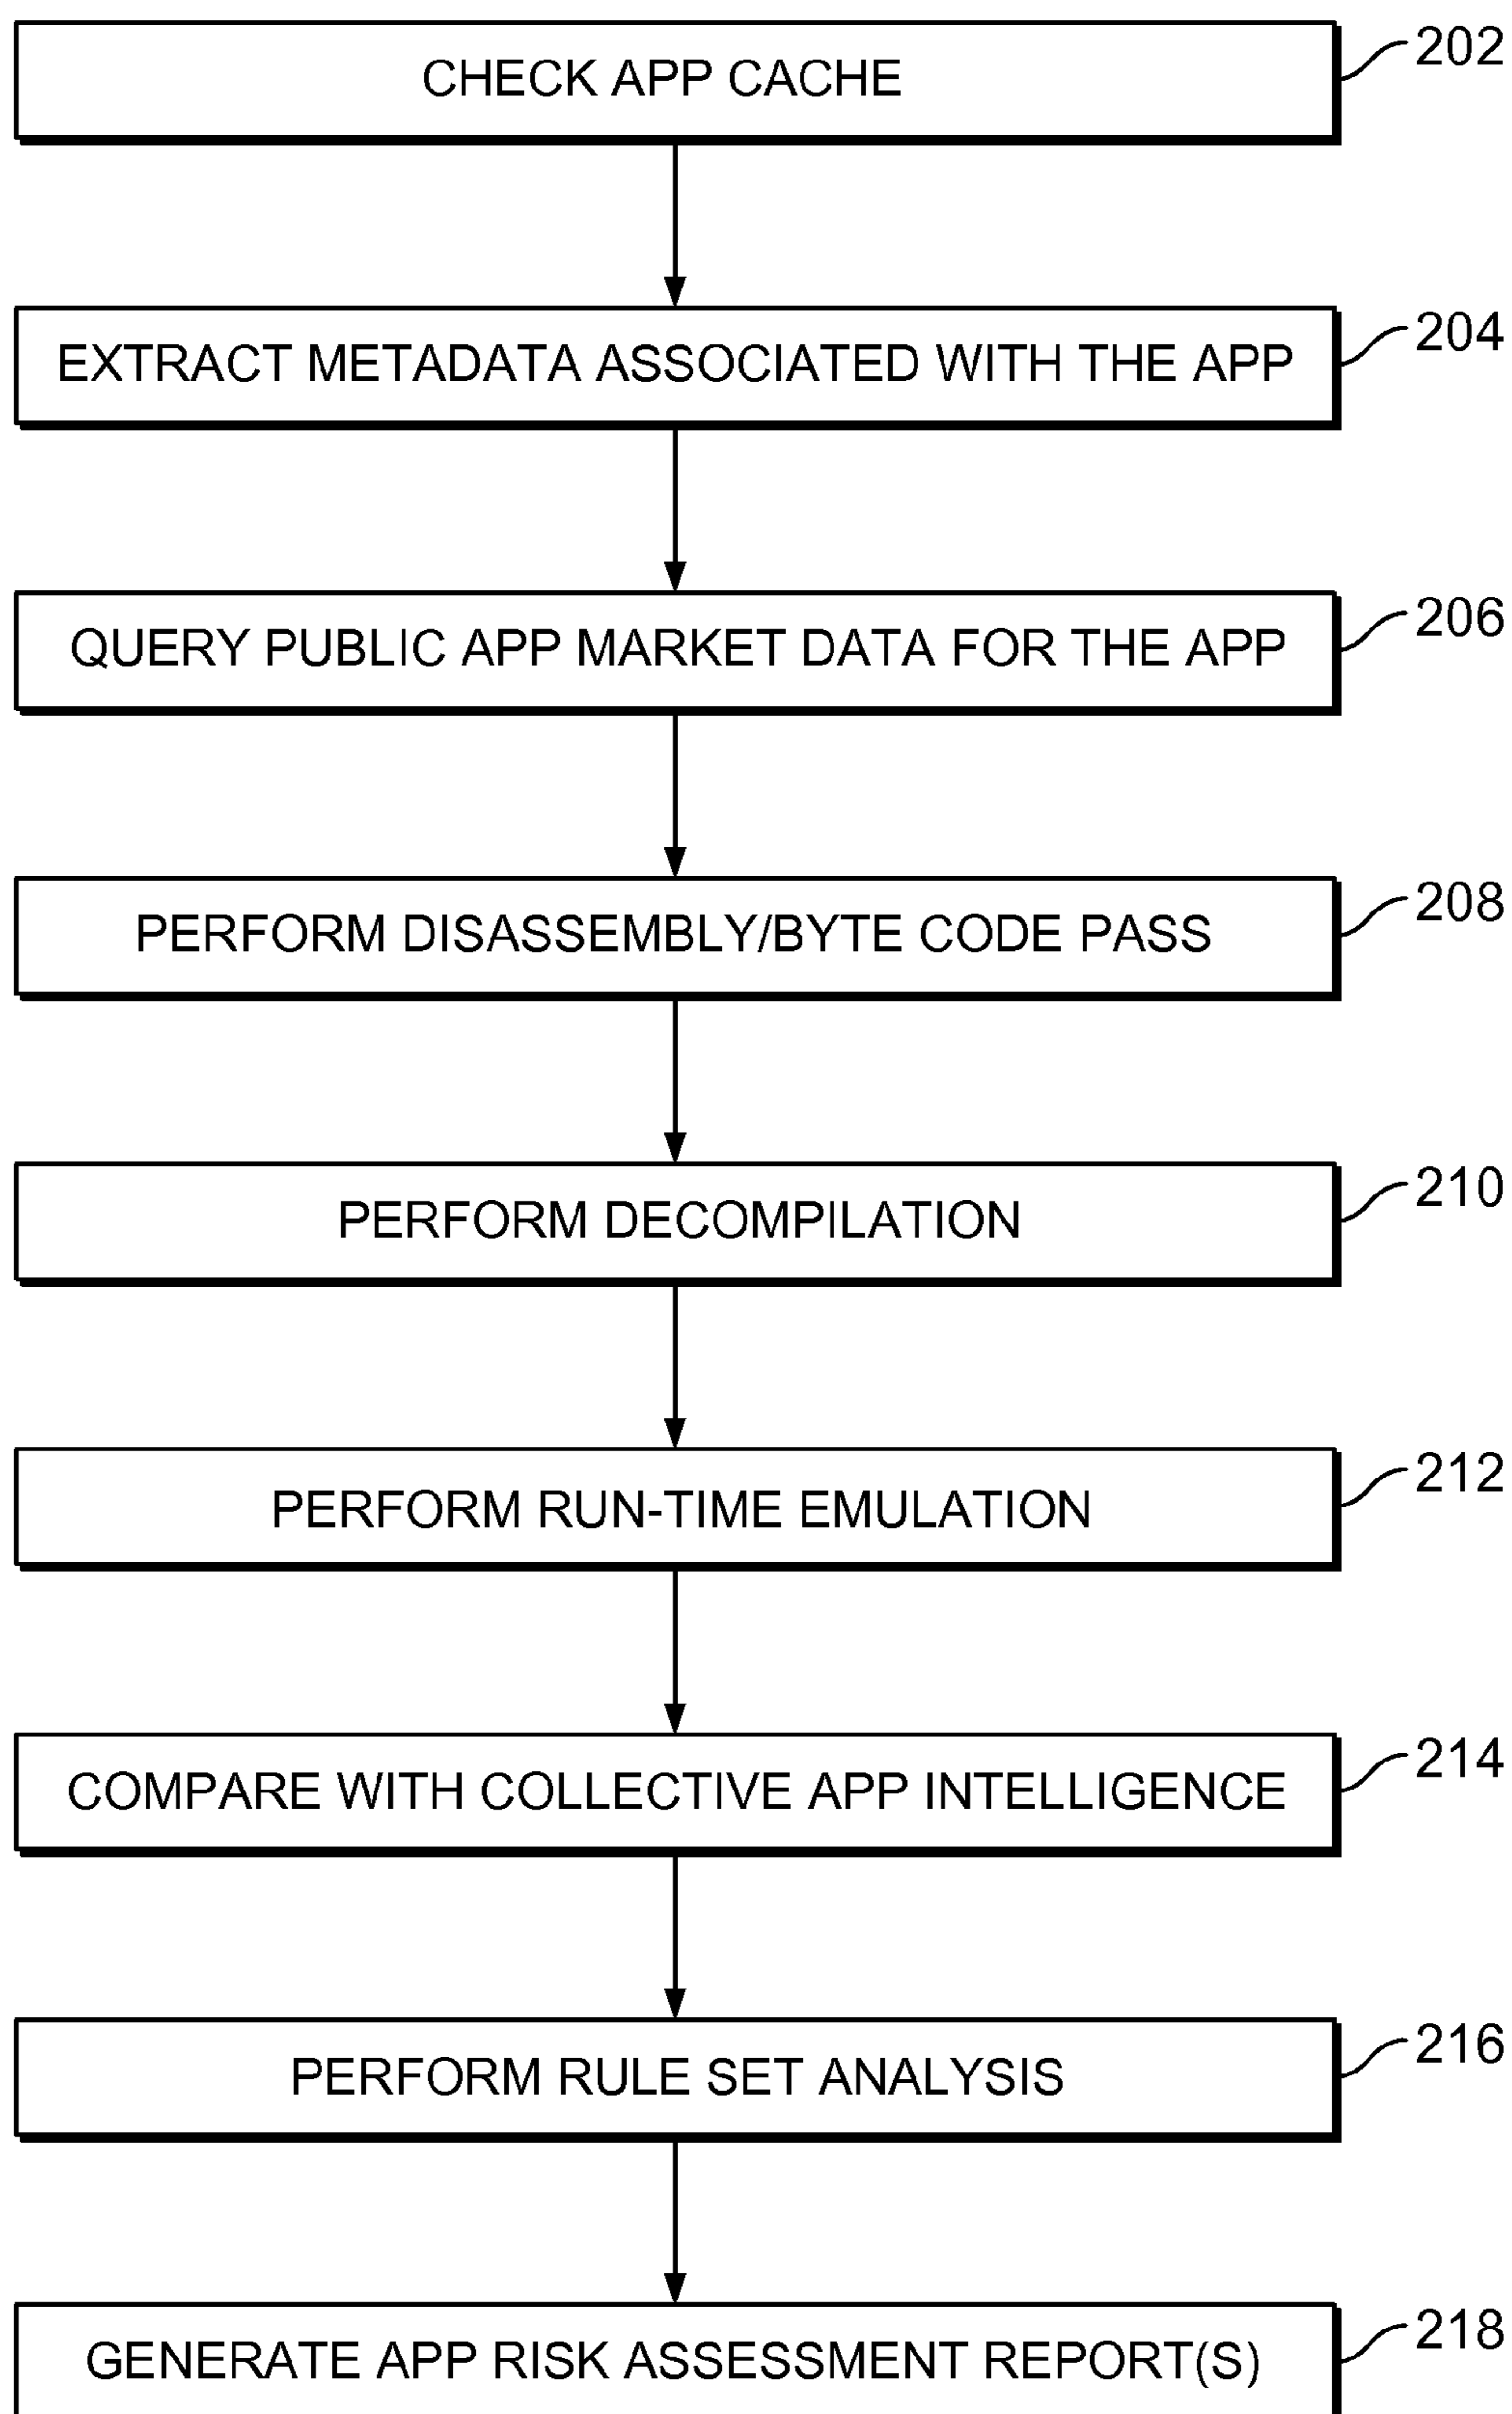 CHECK APP CACHE
202
EXTRACT METADATA ASSOCIATED WITH THE APP
204
QUERY PUBLIC APP MARKET DATA FOR THE APP
206
PERFORM DISASSEMBLY/BYTE CODE PASS
208
PERFORM DECOMPILATION
210
PERFORM RUN-TIME EMULATION
212
COMPARE WITH COLLECTIVE APP INTELLIGENCE
214
PERFORM RULE SET ANALYSIS
216
GENERATE APP RISK ASSESSMENT REPORT(S)
218